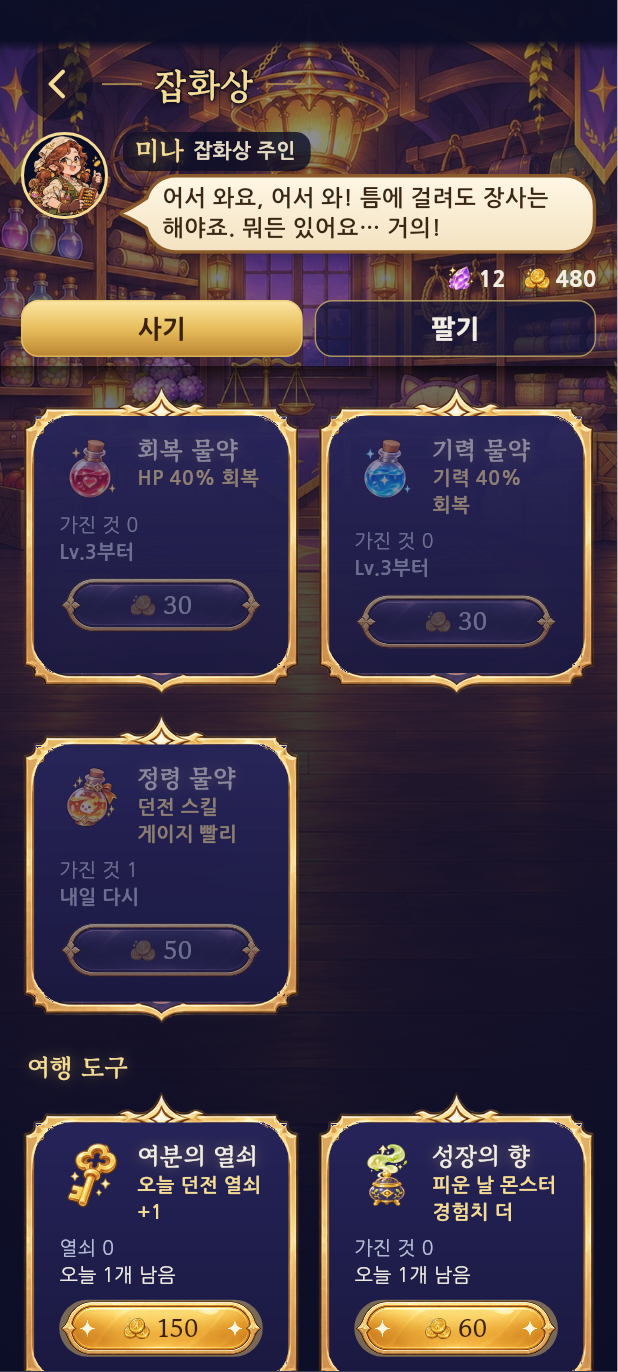 잡화상
미나 잡화상 주인
어서 와요, 어서 와! 틈에 걸려도 장사는
해야죠. 뭐든 있어요… 거의!
12 480
사기 팔기
회복 물약
HP 40% 회복
가진 것 0
Lv.3부터
30
기력 물약
기력 40%
회복
가진 것 0
Lv.3부터
30
정령 물약
던전 스킬
게이지 빨리
가진 것 1
내일 다시
50
여행 도구
여분의 열쇠
오늘 던전 열쇠
+1
열쇠 0
오늘 1개 남음
150
성장의 향
피운 날 몬스터
경험치 더
가진 것 0
오늘 1개 남음
60